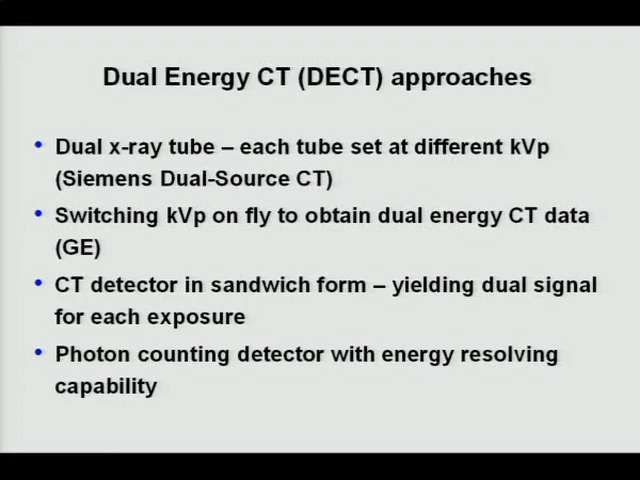 Dual Energy CT (DECT) approaches
• Dual x-ray tube – each tube set at different kVp
(Siemens Dual-Source CT)
• Switching kVp on fly to obtain dual energy CT data
(GE)
• CT detector in sandwich form – yielding dual signal
for each exposure
• Photon counting detector with energy resolving
capability